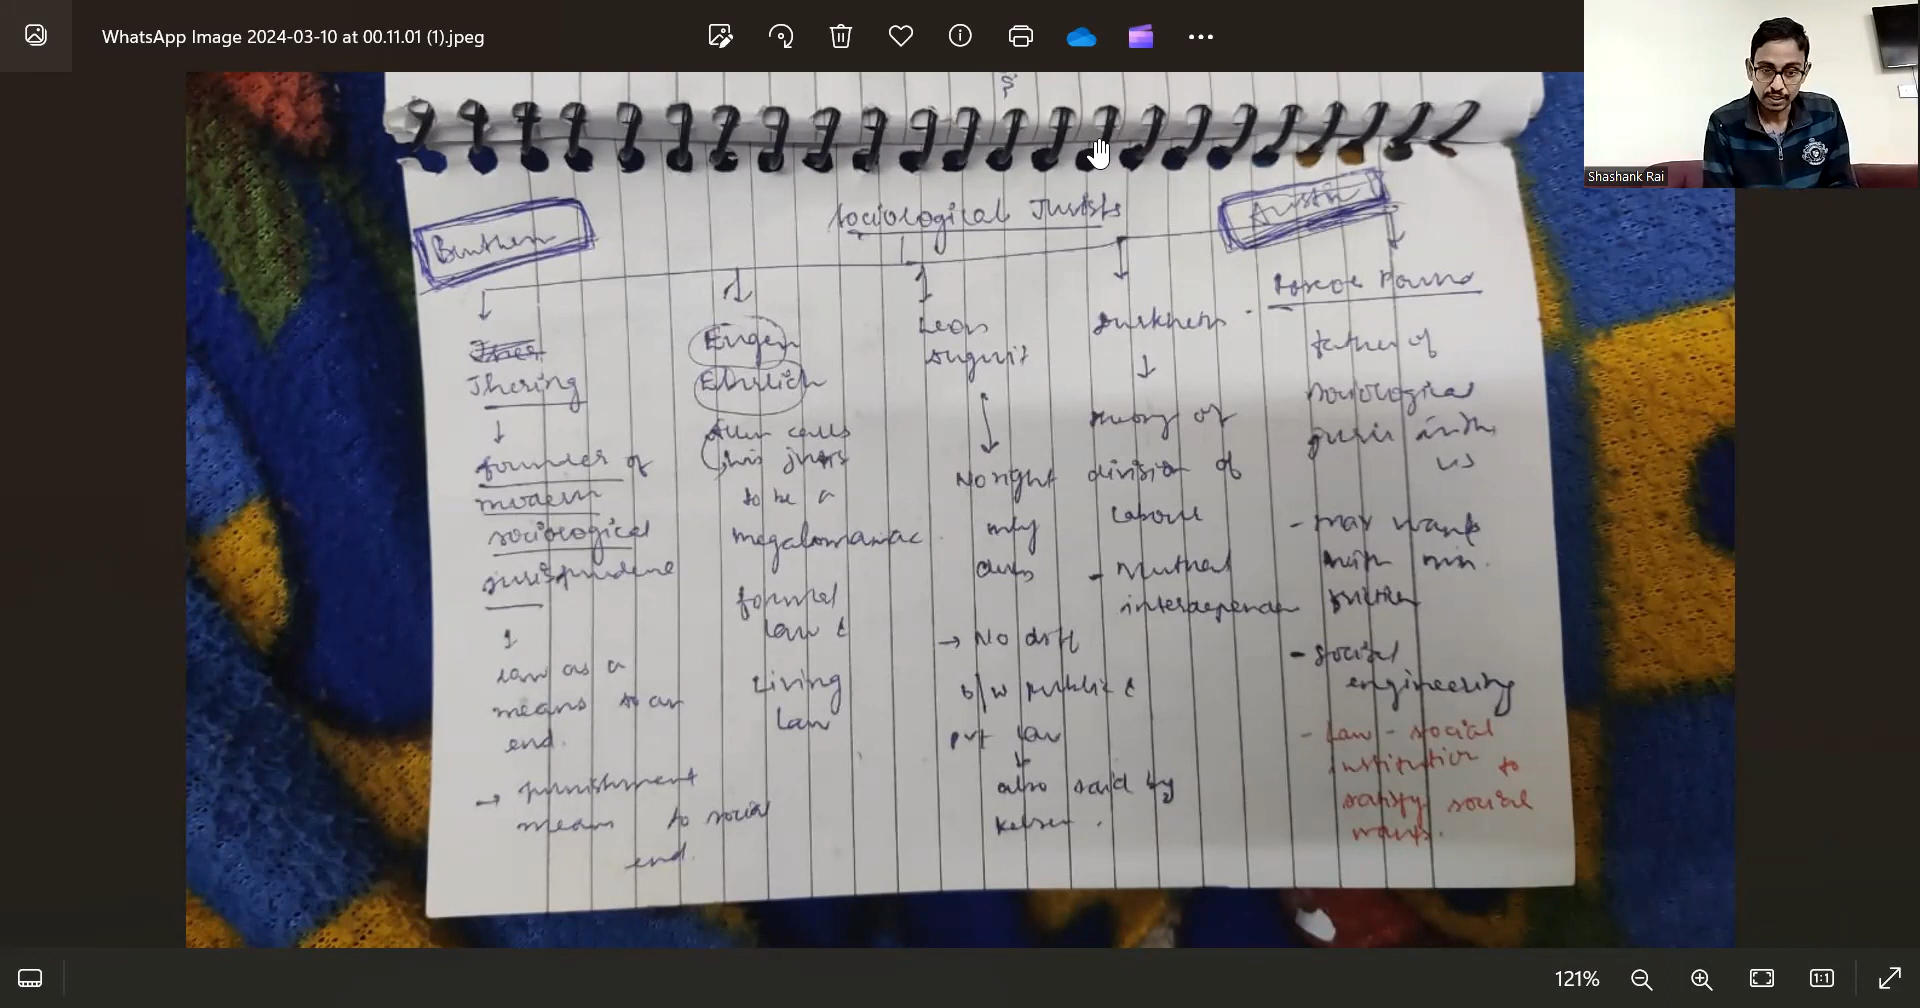 WhatsApp Image 2024-03-10 at 00.11.01 (1).jpeg
Shashank Rai
Sociological Jurists
Austin
Ihering
founder of
modern
sociological
jurisprudence
law as a
means to an
end.
→ punishment
means to social
end.
Eugen
Ehrlich
Allen calls
his juris
to be a
megalomaniac
formal
law &
Living
Law
Leon
Duguit
No right
only
duty
→ No diff
b/w public &
pvt law
also said by
Kelsen.
Durkheim
theory of
division of
labour
- Mutual
interdependen
Roscoe Pound
father of
sociological
juris in the
US
- max wants
with min.
friction
- social
engineering
- Law - social
institution to
satisfy social
wants.
121%
1:1